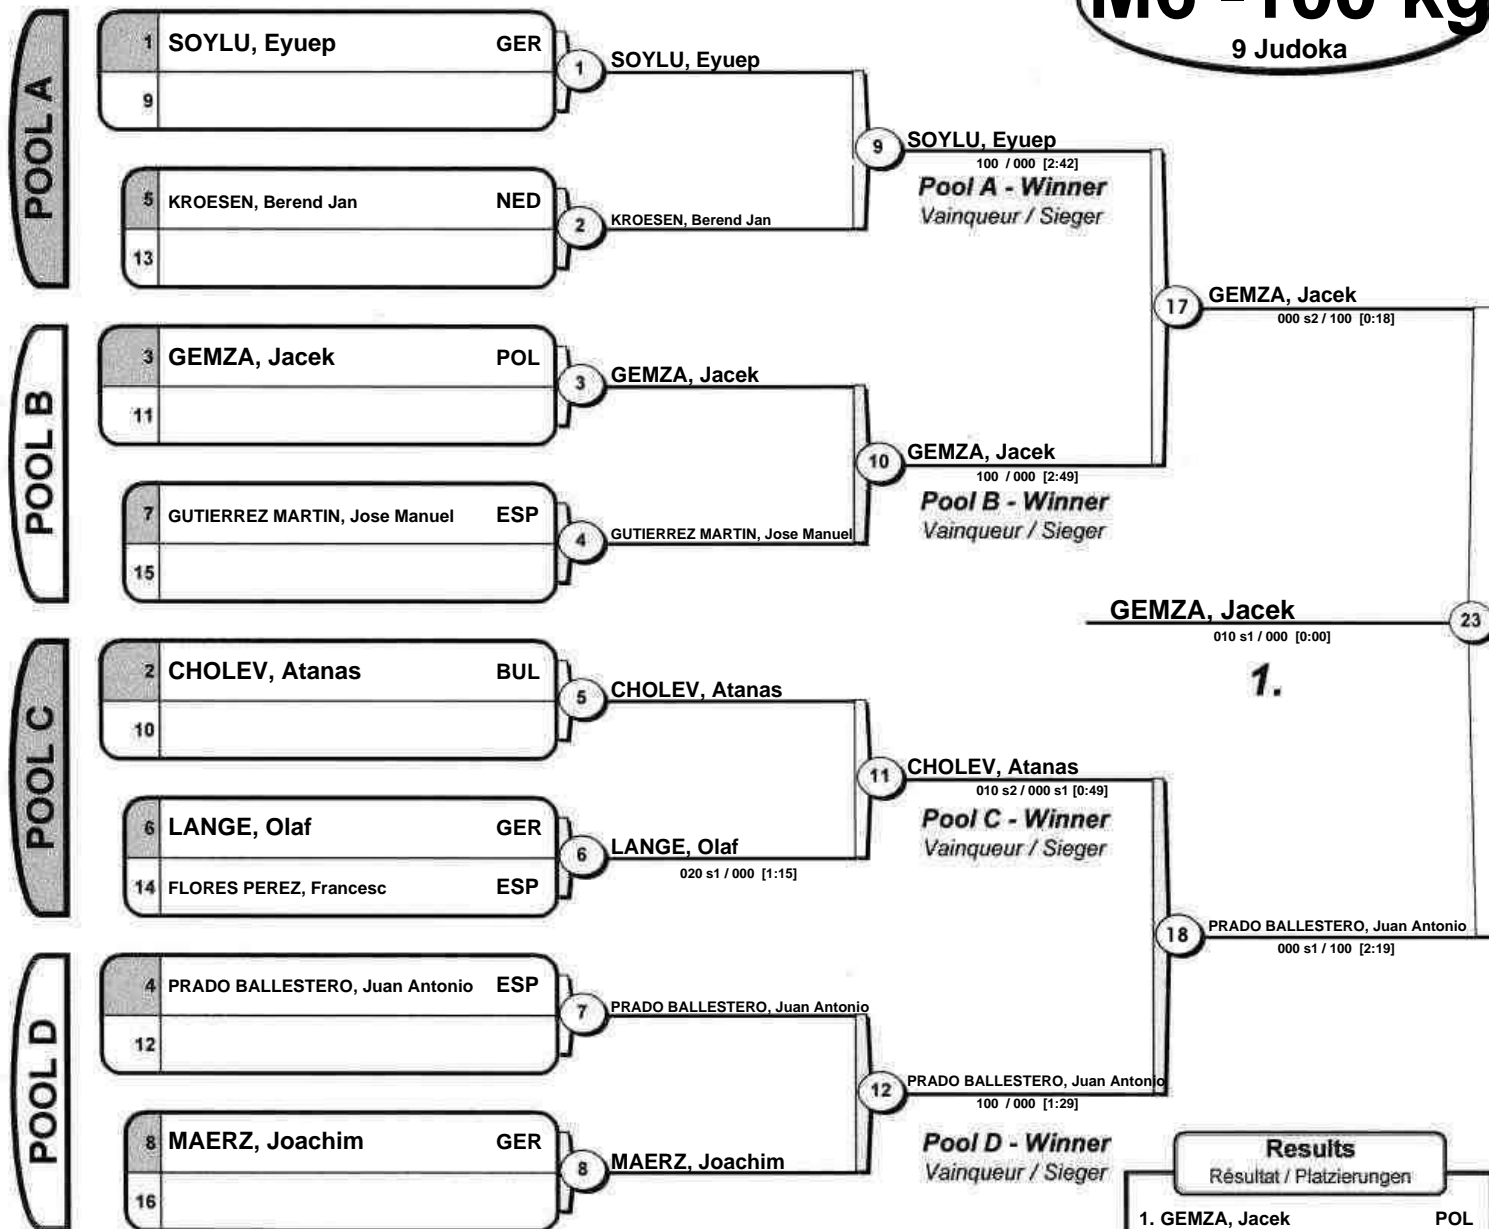 M6 -100 kg
9 Judoka
POOL A
1 SOYLU, Eyuep GER
9
1 SOYLU, Eyuep
5 KROESEN, Berend Jan NED
13
2 KROESEN, Berend Jan
9 SOYLU, Eyuep
100 / 000 [2:42]
Pool A - Winner
Vainqueur / Sieger
POOL B
3 GEMZA, Jacek POL
11
3 GEMZA, Jacek
7 GUTIERREZ MARTIN, Jose Manuel ESP
15
4 GUTIERREZ MARTIN, Jose Manuel
10 GEMZA, Jacek
100 / 000 [2:49]
Pool B - Winner
Vainqueur / Sieger
17 GEMZA, Jacek
000 s2 / 100 [0:18]
GEMZA, Jacek 23
010 s1 / 000 [0:00]
1.
POOL C
2 CHOLEV, Atanas BUL
10
5 CHOLEV, Atanas
6 LANGE, Olaf GER
14 FLORES PEREZ, Francesc ESP
6 LANGE, Olaf
020 s1 / 000 [1:15]
11 CHOLEV, Atanas
010 s2 / 000 s1 [0:49]
Pool C - Winner
Vainqueur / Sieger
POOL D
4 PRADO BALLESTERO, Juan Antonio ESP
12
7 PRADO BALLESTERO, Juan Antonio
8 MAERZ, Joachim GER
16
8 MAERZ, Joachim
12 PRADO BALLESTERO, Juan Antonio
100 / 000 [1:29]
Pool D - Winner
Vainqueur / Sieger
18 PRADO BALLESTERO, Juan Antonio
000 s1 / 100 [2:19]
Results
Résultat / Platzierungen
1. GEMZA, Jacek POL